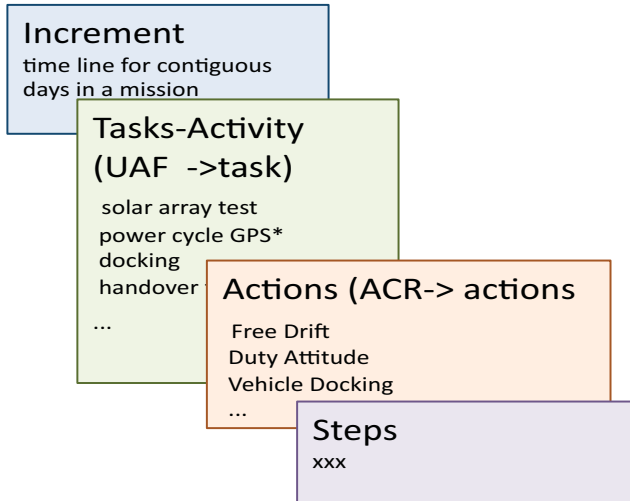 Increment
time line for contiguous
days in a mission
Tasks-Activity
(UAF ->task)
solar array test
power cycle GPS*
docking
handover
...
Actions (ACR-> actions
Free Drift
Duty Attitude
Vehicle Docking
...
Steps
xxx